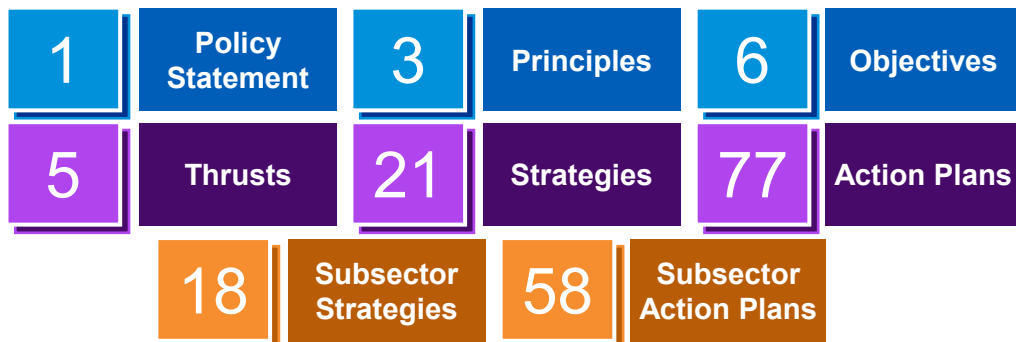 1
Policy
Statement
3
Principles
6
Objectives
5
Thrusts
21
Strategies
77
Action Plans
18
Subsector
Strategies
58
Subsector
Action Plans